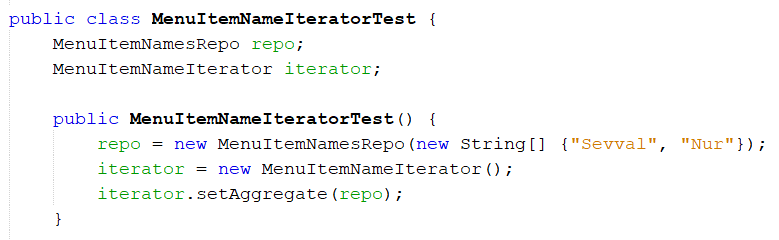 public class MenuItemNameIteratorTest {
    MenuItemNamesRepo repo;
    MenuItemNameIterator iterator;
    public MenuItemNameIteratorTest() {
        repo = new MenuItemNamesRepo(new String[] {"Sevval", "Nur"});
        iterator = new MenuItemNameIterator();
        iterator.setAggregate(repo);
    }